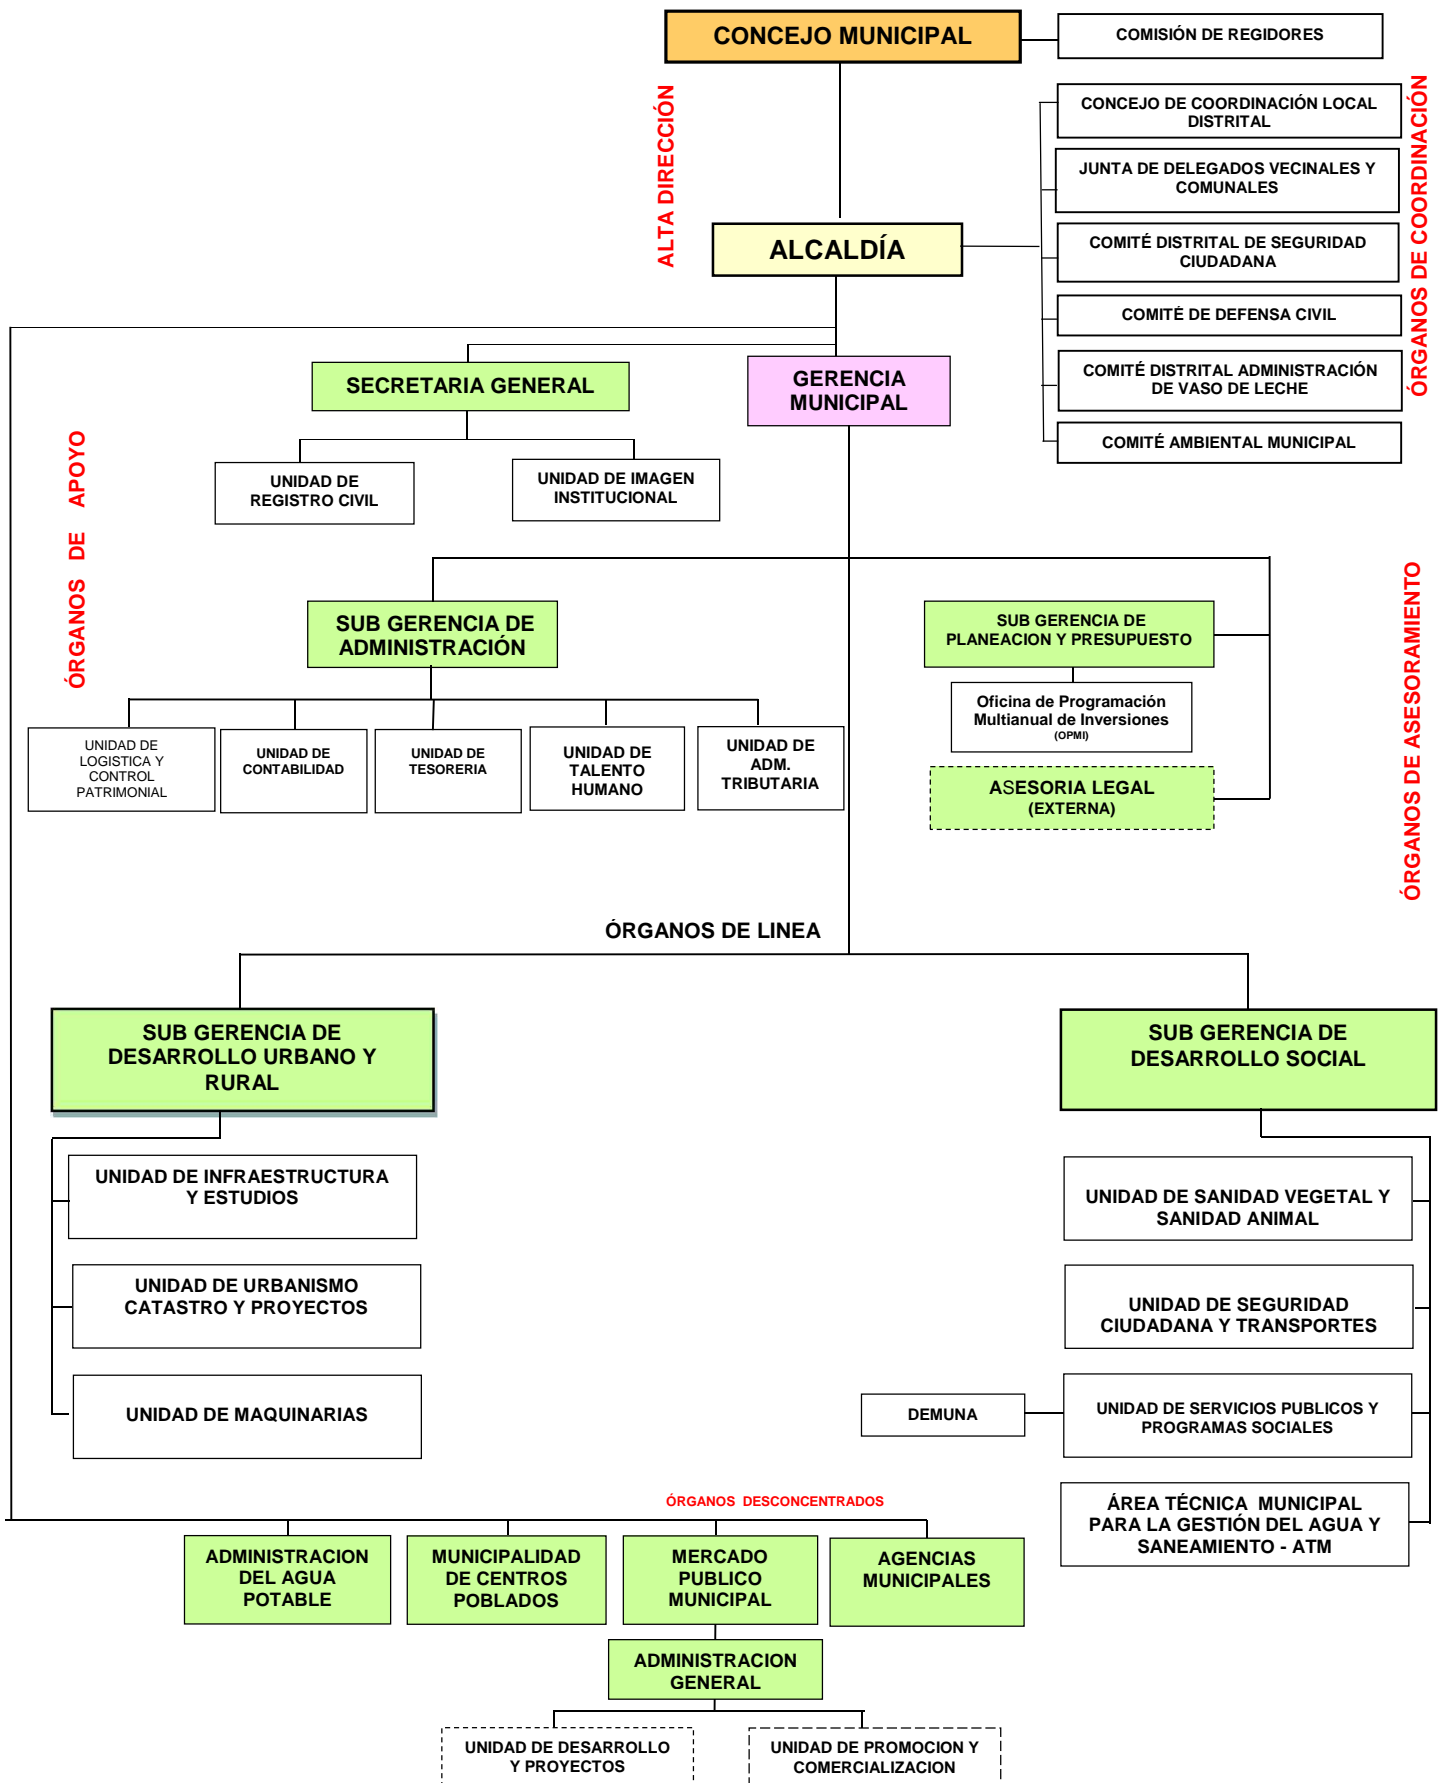 CONCEJO MUNICIPAL
COMISIÓN DE REGIDORES
ALTA DIRECCIÓN
CONCEJO DE COORDINACIÓN LOCAL
DISTRITAL
JUNTA DE DELEGADOS VECINALES Y
COMUNALES
ALCALDÍA
COMITÉ DISTRITAL DE SEGURIDAD
CIUDADANA
COMITÉ DE DEFENSA CIVIL
COMITÉ DISTRITAL ADMINISTRACIÓN
DE VASO DE LECHE
COMITÉ AMBIENTAL MUNICIPAL
ÓRGANOS DE COORDINACIÓN
SECRETARIA GENERAL
GERENCIA
MUNICIPAL
UNIDAD DE
REGISTRO CIVIL
UNIDAD DE IMAGEN
INSTITUCIONAL
ÓRGANOS DE APOYO
SUB GERENCIA DE
ADMINISTRACIÓN
SUB GERENCIA DE
PLANEACION Y PRESUPUESTO
Oficina de Programación
Multianual de Inversiones
(OPMI)
ASESORIA LEGAL
(EXTERNA)
ÓRGANOS DE ASESORAMIENTO
UNIDAD DE
LOGISTICA Y
CONTROL
PATRIMONIAL
UNIDAD DE
CONTABILIDAD
UNIDAD DE
TESORERIA
UNIDAD DE
TALENTO
HUMANO
UNIDAD DE
ADM.
TRIBUTARIA
ÓRGANOS DE LINEA
SUB GERENCIA DE
DESARROLLO URBANO Y
RURAL
SUB GERENCIA DE
DESARROLLO SOCIAL
UNIDAD DE INFRAESTRUCTURA
Y ESTUDIOS
UNIDAD DE URBANISMO
CATASTRO Y PROYECTOS
UNIDAD DE MAQUINARIAS
UNIDAD DE SANIDAD VEGETAL Y
SANIDAD ANIMAL
UNIDAD DE SEGURIDAD
CIUDADANA Y TRANSPORTES
DEMUNA
UNIDAD DE SERVICIOS PUBLICOS Y
PROGRAMAS SOCIALES
ÁREA TÉCNICA MUNICIPAL
PARA LA GESTIÓN DEL AGUA Y
SANEAMIENTO - ATM
ÓRGANOS DESCONCENTRADOS
ADMINISTRACION
DEL AGUA
POTABLE
MUNICIPALIDAD
DE CENTROS
POBLADOS
MERCADO
PUBLICO
MUNICIPAL
AGENCIAS
MUNICIPALES
ADMINISTRACION
GENERAL
UNIDAD DE DESARROLLO
Y PROYECTOS
UNIDAD DE PROMOCION Y
COMERCIALIZACION